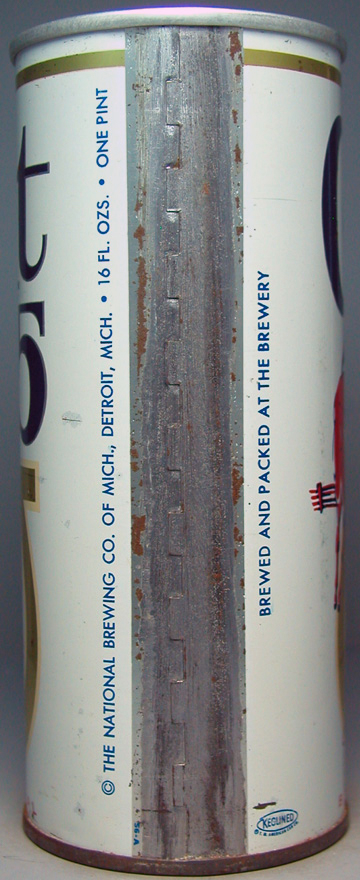 t
© THE NATIONAL BREWING CO. OF MICH., DETROIT, MICH. • 16 FL. OZS. • ONE PINT
BREWED AND PACKED AT THE BREWERY
KEGLINED